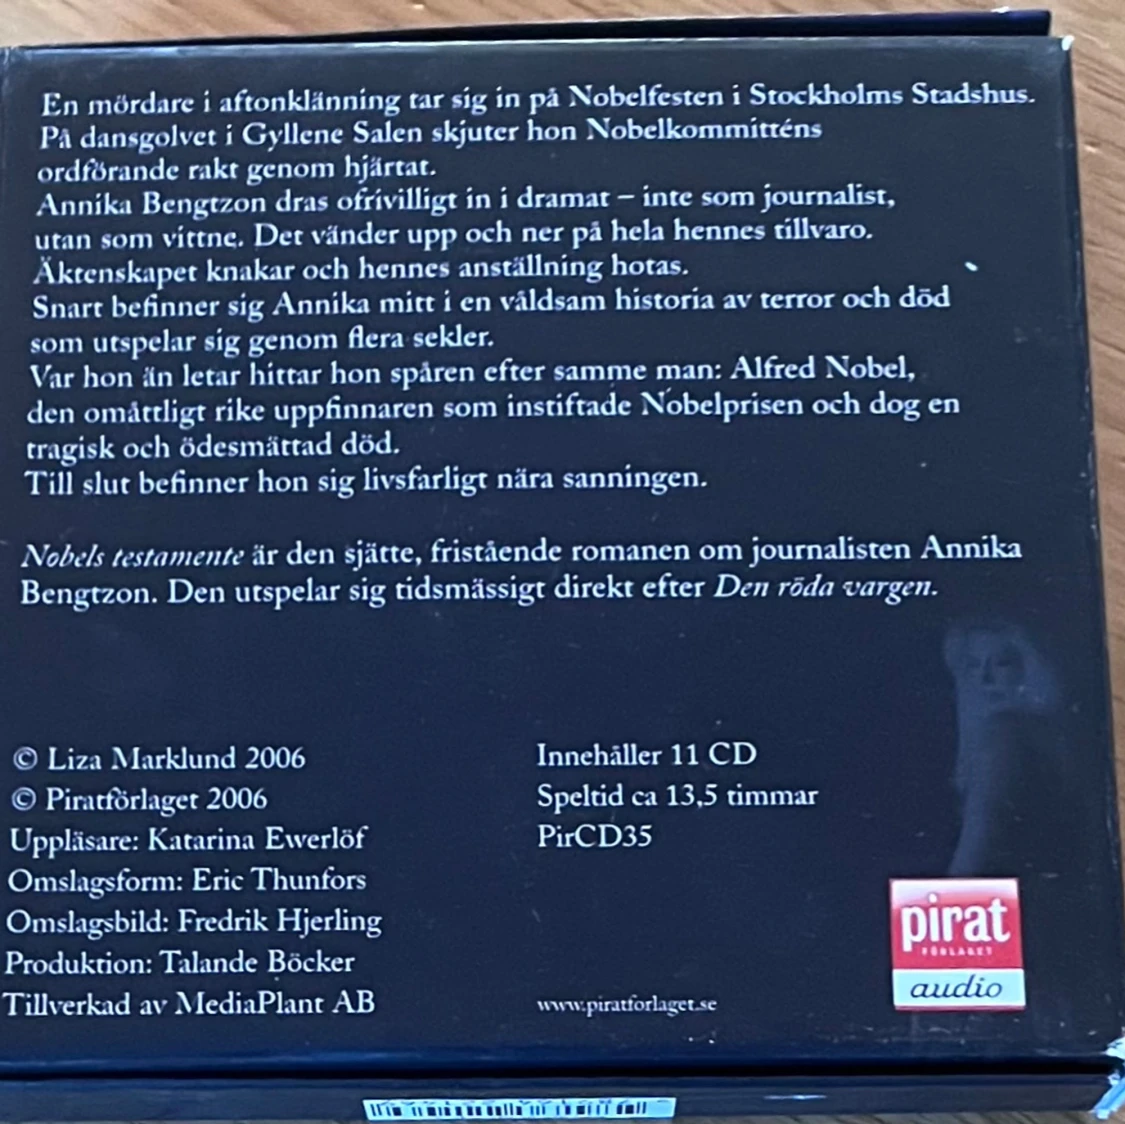 En mördare i aftonklänning tar sig in på Nobelfesten i Stockholms Stadshus.
På dansgolvet i Gyllene Salen skjuter hon Nobelkommitténs
ordförande rakt genom hjärtat.
Annika Bengtzon dras ofrivilligt in i dramat – inte som journalist,
utan som vittne. Det vänder upp och ner på hela hennes tillvaro.
Äktenskapet knakar och hennes anställning hotas.
Snart befinner sig Annika mitt i en våldsam historia av terror och död
som utspelar sig genom flera sekler.
Var hon än letar hittar hon spåren efter samme man: Alfred Nobel,
den omåttligt rike uppfinnaren som instiftade Nobelprisen och dog en
tragisk och ödesmättad död.
Till slut befinner hon sig livsfarligt nära sanningen.
Nobels testamente är den sjätte, fristående romanen om journalisten Annika
Bengtzon. Den utspelar sig tidsmässigt direkt efter Den röda vargen.
© Liza Marklund 2006
© Piratförlaget 2006
Uppläsare: Katarina Ewerlöf
Omslagsform: Eric Thunfors
Omslagsbild: Fredrik Hjerling
Produktion: Talande Böcker
Tillverkad av MediaPlant AB
Innehåller 11 CD
Speltid ca 13,5 timmar
PirCD35
www.piratforlaget.se
pirat
FÖRLAGET
audio